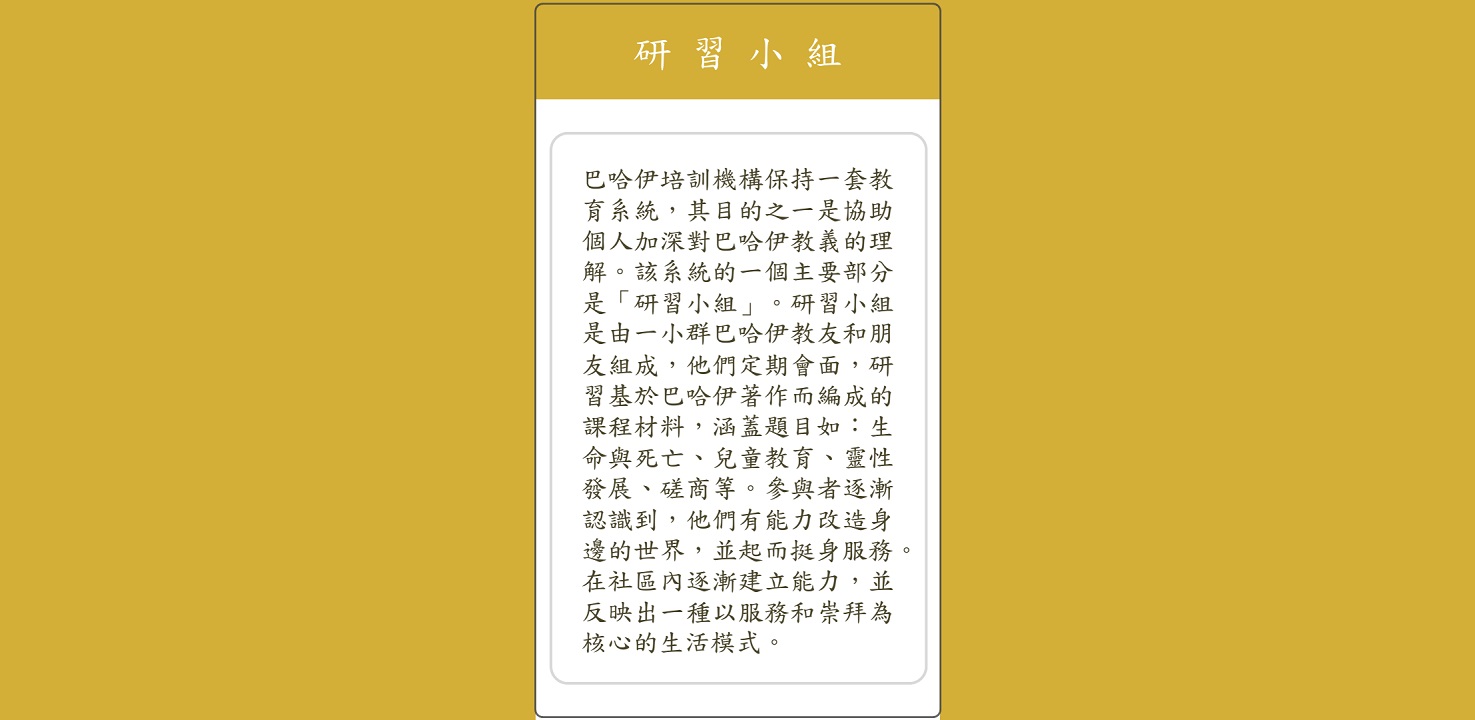 研習小組
巴哈伊培訓機構保持一套教
育系統，其目的之一是協助
個人加深對巴哈伊教義的理
解。該系統的一個主要部分
是「研習小組」。研習小組
是由一小群巴哈伊教友和朋
友組成，他們定期會面，研
習基於巴哈伊著作而編成的
課程材料，涵蓋題目如：生
命與死亡、兒童教育、靈性
發展、磋商等。參與者逐漸
認識到，他們有能力改造身
邊的世界，並起而挺身服務。
在社區內逐漸建立能力，並
反映出一種以服務和崇拜為
核心的生活模式。